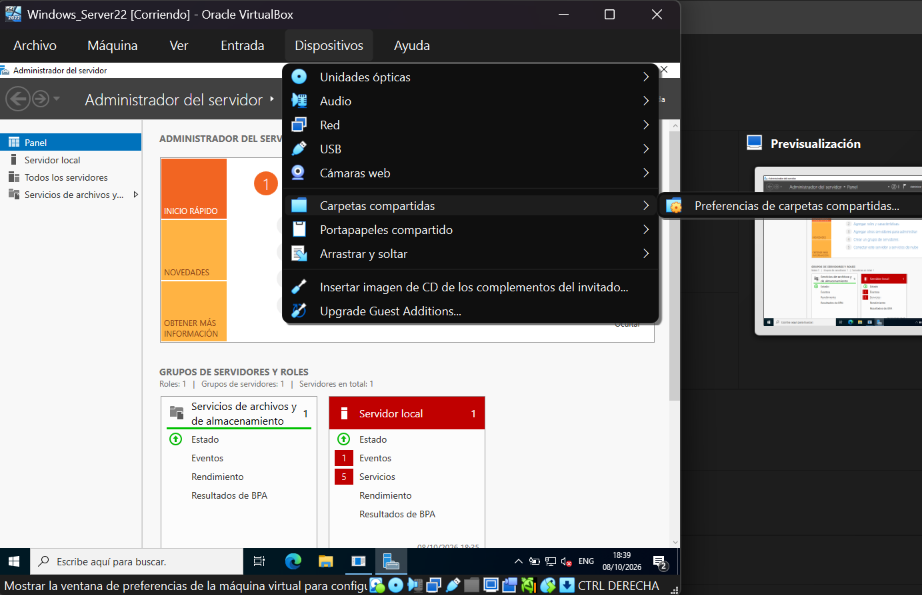 Windows_Server22 [Corriendo] - Oracle VirtualBox
Archivo Máquina Ver Entrada Dispositivos Ayuda
Administrador del servidor
Administrador del servidor
Panel
Servidor local
Todos los servidores
Servicios de archivos y...
ADMINISTRADOR DEL SERV
1
INICIO RÁPIDO
NOVEDADES
OBTENER MÁS
INFORMACIÓN
Unidades ópticas
Audio
Red
USB
Cámaras web
Carpetas compartidas
Portapapeles compartido
Arrastrar y soltar
Insertar imagen de CD de los complementos del invitado...
Upgrade Guest Additions...
Preferencias de carpetas compartidas...
Previsualización
Ocultar
GRUPOS DE SERVIDORES Y ROLES
Roles: 1 | Grupos de servidores: 1 | Servidores en total: 1
Servicios de archivos y
de almacenamiento
1
Estado
Eventos
Rendimiento
Resultados de BPA
Servidor local 1
Estado
1 Eventos
5 Servicios
Rendimiento
Resultados de BPA
08/10/2026 18:35
Escribe aquí para buscar.
ENG
18:39
08/10/2026
2
Mostrar la ventana de preferencias de la máquina virtual para config
CTRL DERECHA